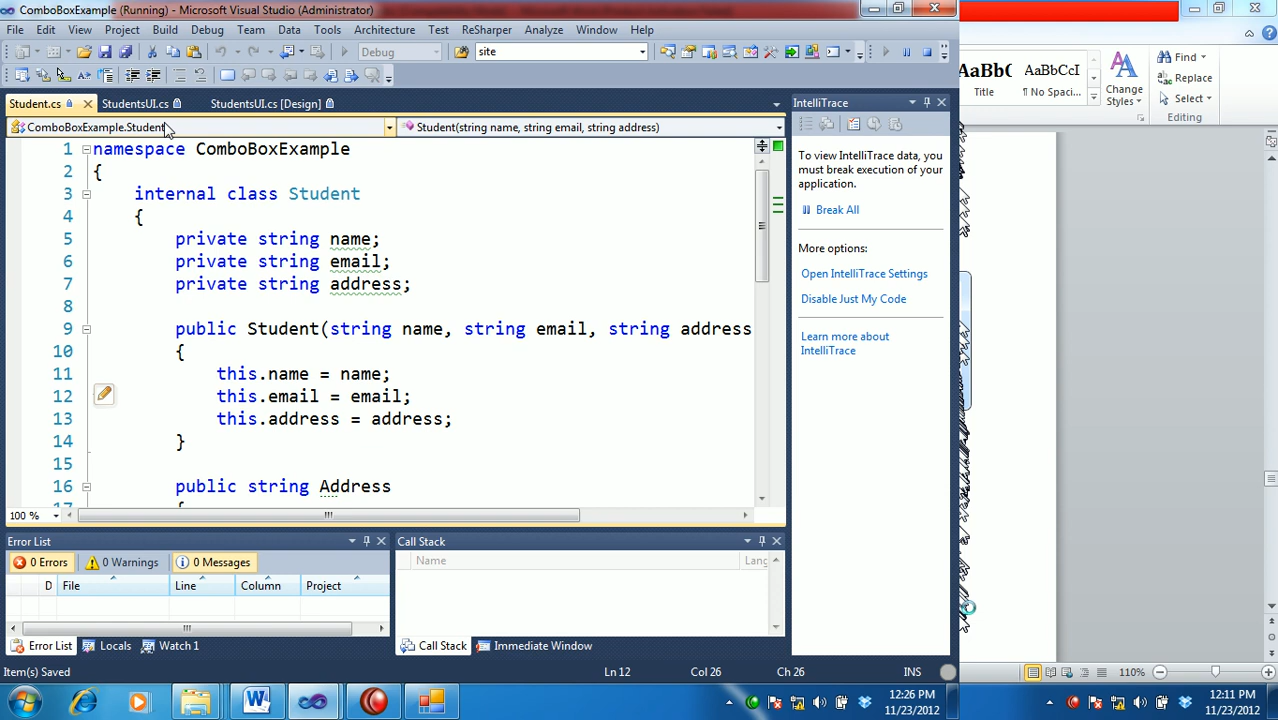 ComboBoxExample (Running) - Microsoft Visual Studio (Administrator)
File Edit View Project Build Debug Team Data Tools Architecture Test ReSharper Analyze Window Help
Debug site
Student.cs StudentsUI.cs StudentsUI.cs [Design]
ComboBoxExample.Student Student(string name, string email, string address)
1 namespace ComboBoxExample
2 {
3 internal class Student
4 {
5 private string name;
6 private string email;
7 private string address;
8
9 public Student(string name, string email, string address
10 {
11 this.name = name;
12 this.email = email;
13 this.address = address;
14 }
15
16 public string Address
17 {
100 %
IntelliTrace
To view IntelliTrace data, you
must break execution of your
application.
Break All
More options:
Open IntelliTrace Settings
Disable Just My Code
Learn more about
IntelliTrace
Error List
0 Errors 0 Warnings 0 Messages
D File Line Column Project
Error List Locals Watch 1
Call Stack
Name Lang
Call Stack Immediate Window
Item(s) Saved Ln 12 Col 26 Ch 26 INS
12:26 PM
11/23/2012
AaBb( AaBbCcI
Title ¶ No Spaci...
Change
Styles
Find
Replace
Select
Editing
110%
12:11 PM
11/23/2012